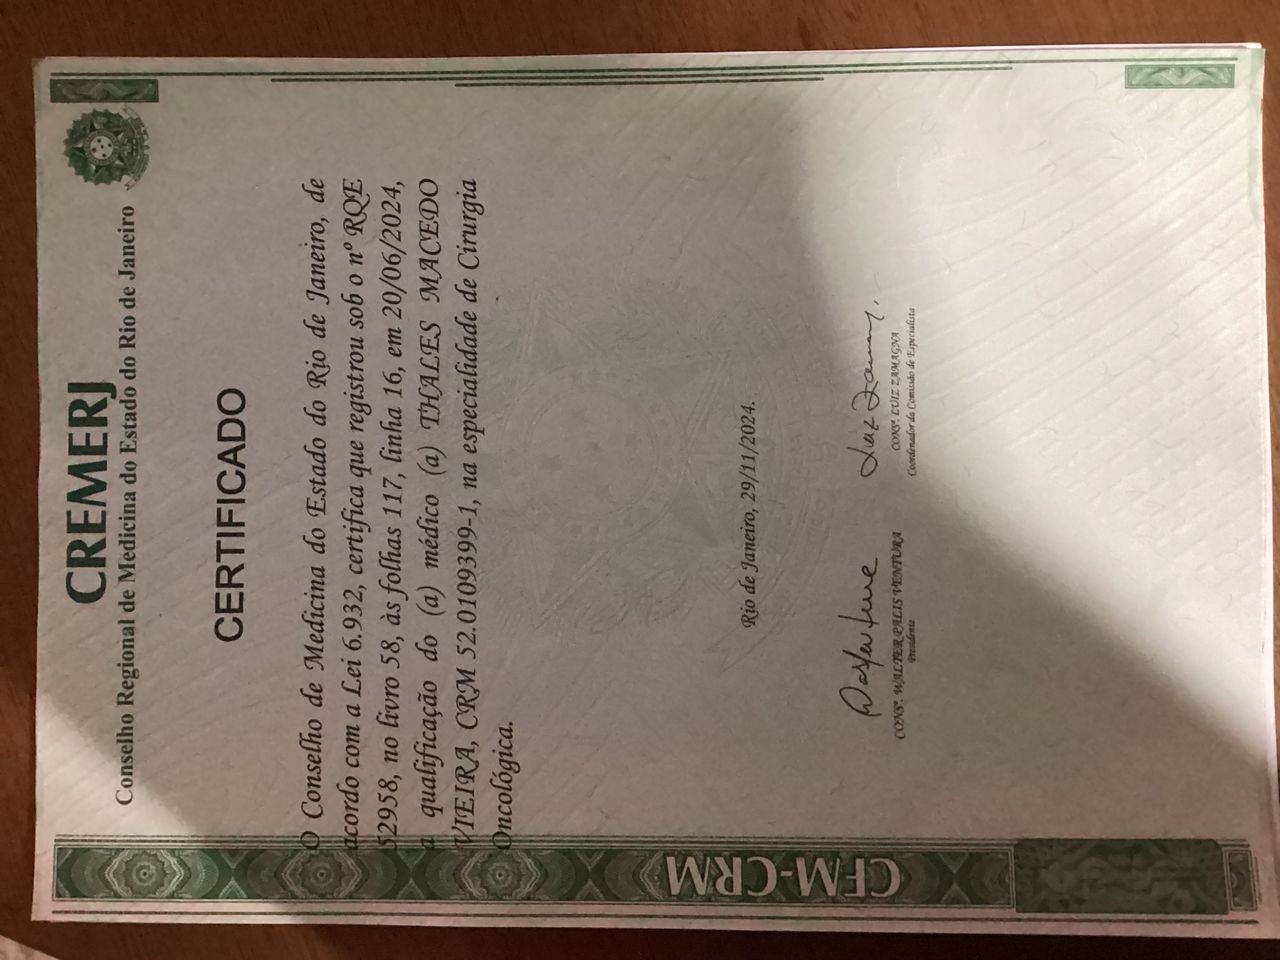 CREMERJ
Conselho Regional de Medicina do Estado do Rio de Janeiro
CERTIFICADO
O Conselho de Medicina do Estado do Rio de Janeiro, de
acordo com a Lei 6.932, certifica que registrou sob o nº RQE
52958, no livro 58, às folhas 117, linha 16, em 20/06/2024,
a qualificação do (a) médico (a) THALES MACEDO
VIEIRA, CRM 52.0109399-1, na especialidade de Cirurgia
Oncológica.
Rio de Janeiro, 29/11/2024.
CONSº. WALTER PALIS VENTURA
Presidente
CONSº. LUIZ ZAMAGNA
Coordenador da Comissão de Especialista
CFM-CRM